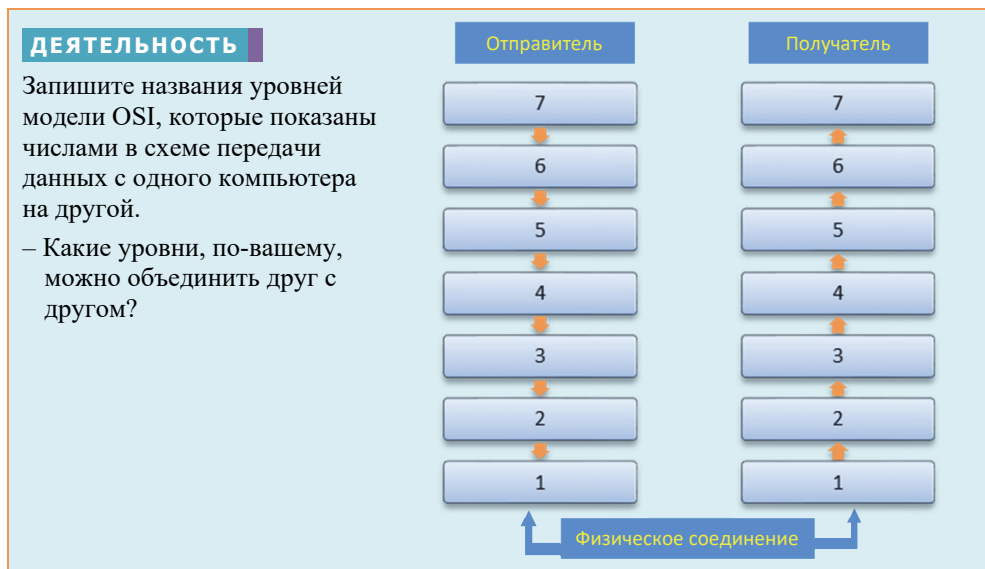 ДЕЯТЕЛЬНОСТЬ
Запишите названия уровней
модели OSI, которые показаны
числами в схеме передачи
данных с одного компьютера
на другой.
– Какие уровни, по-вашему,
можно объединить друг с
другом?
Отправитель
7
6
5
4
3
2
1
Получатель
7
6
5
4
3
2
1
Физическое соединение